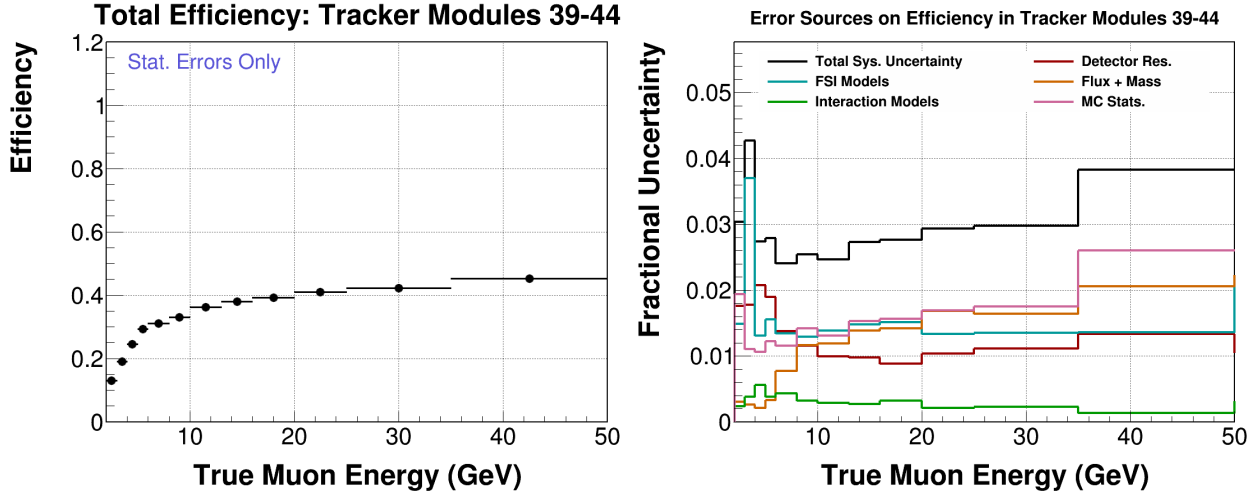 Total Efficiency: Tracker Modules 39-44
Stat. Errors Only
Efficiency
1.2
1
0.8
0.6
0.4
0.2
0
10
20
30
40
50
True Muon Energy (GeV)
Error Sources on Efficiency in Tracker Modules 39-44
Total Sys. Uncertainty
FSI Models
Interaction Models
Detector Res.
Flux + Mass
MC Stats.
Fractional Uncertainty
0.05
0.04
0.03
0.02
0.01
0
10
20
30
40
50
True Muon Energy (GeV)